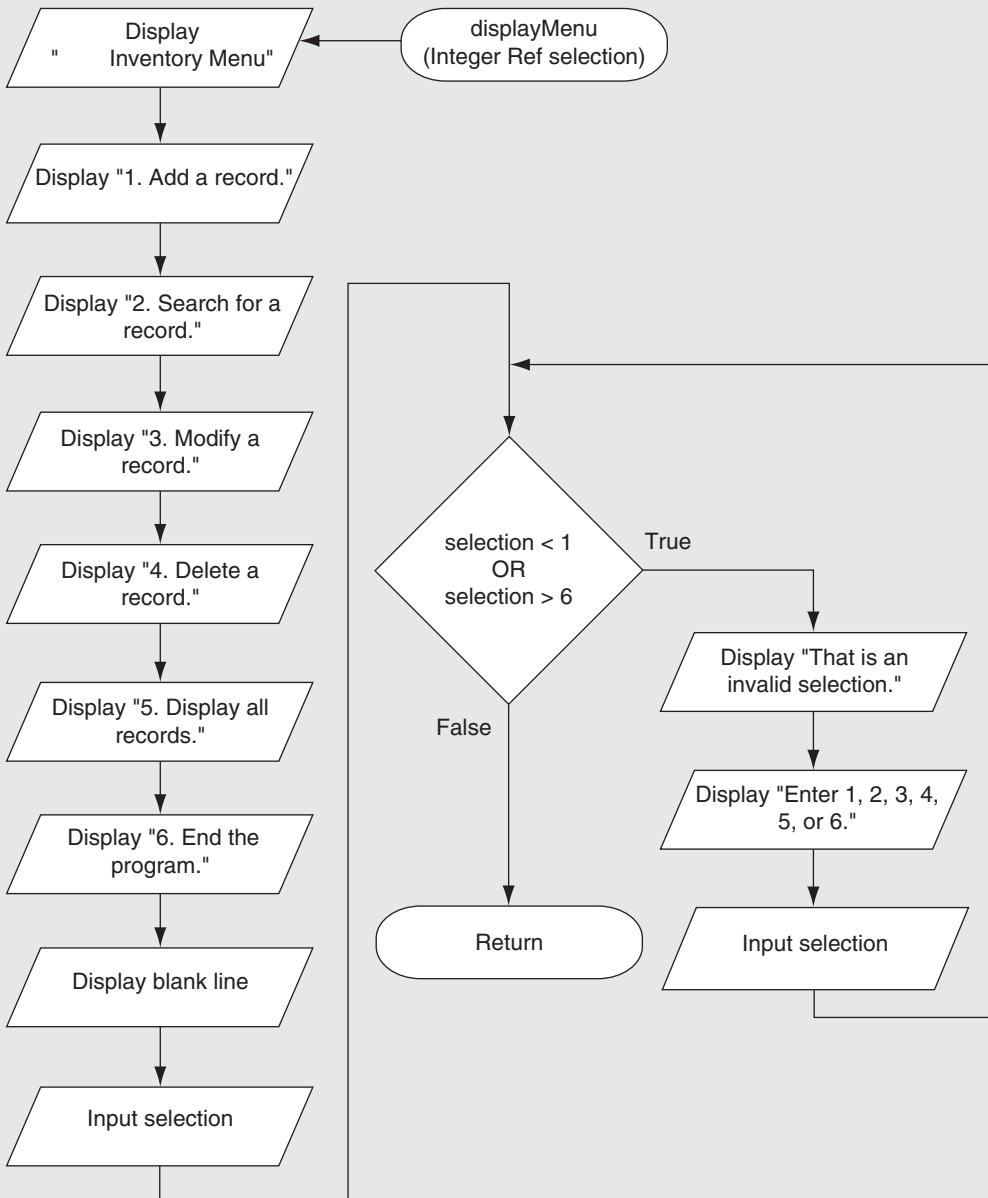 displayMenu
(Integer Ref selection)
Display
"        Inventory Menu"
Display "1. Add a record."
Display "2. Search for a
record."
Display "3. Modify a
record."
Display "4. Delete a
record."
Display "5. Display all
records."
Display "6. End the
program."
Display blank line
Input selection
selection < 1
OR
selection > 6
True
False
Display "That is an
invalid selection."
Display "Enter 1, 2, 3, 4,
5, or 6."
Input selection
Return